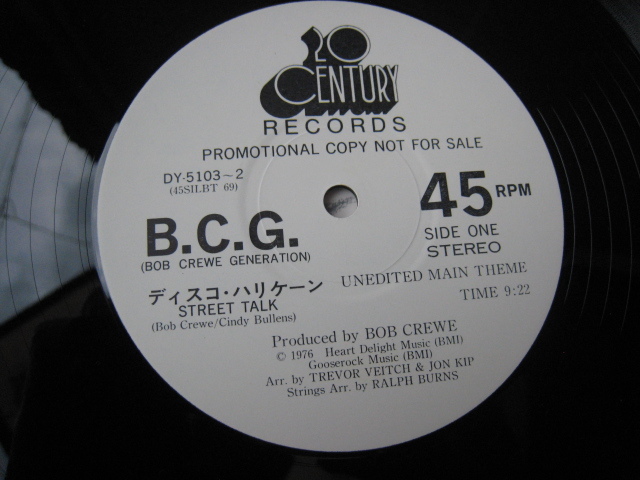 20
CENTURY
RECORDS
PROMOTIONAL COPY NOT FOR SALE
DY-5103~2
(45SILBT 69)
45 RPM
SIDE ONE
STEREO
B.C.G.
(BOB CREWE GENERATION)
ディスコ・ハリケーン
STREET TALK
(Bob Crewe/Cindy Bullens)
UNEDITED MAIN THEME
TIME 9:22
Produced by BOB CREWE
© 1976 Heart Delight Music (BMI)
Gooserock Music (BMI)
Arr. by TREVOR VEITCH & JON KIP
Strings Arr. by RALPH BURNS